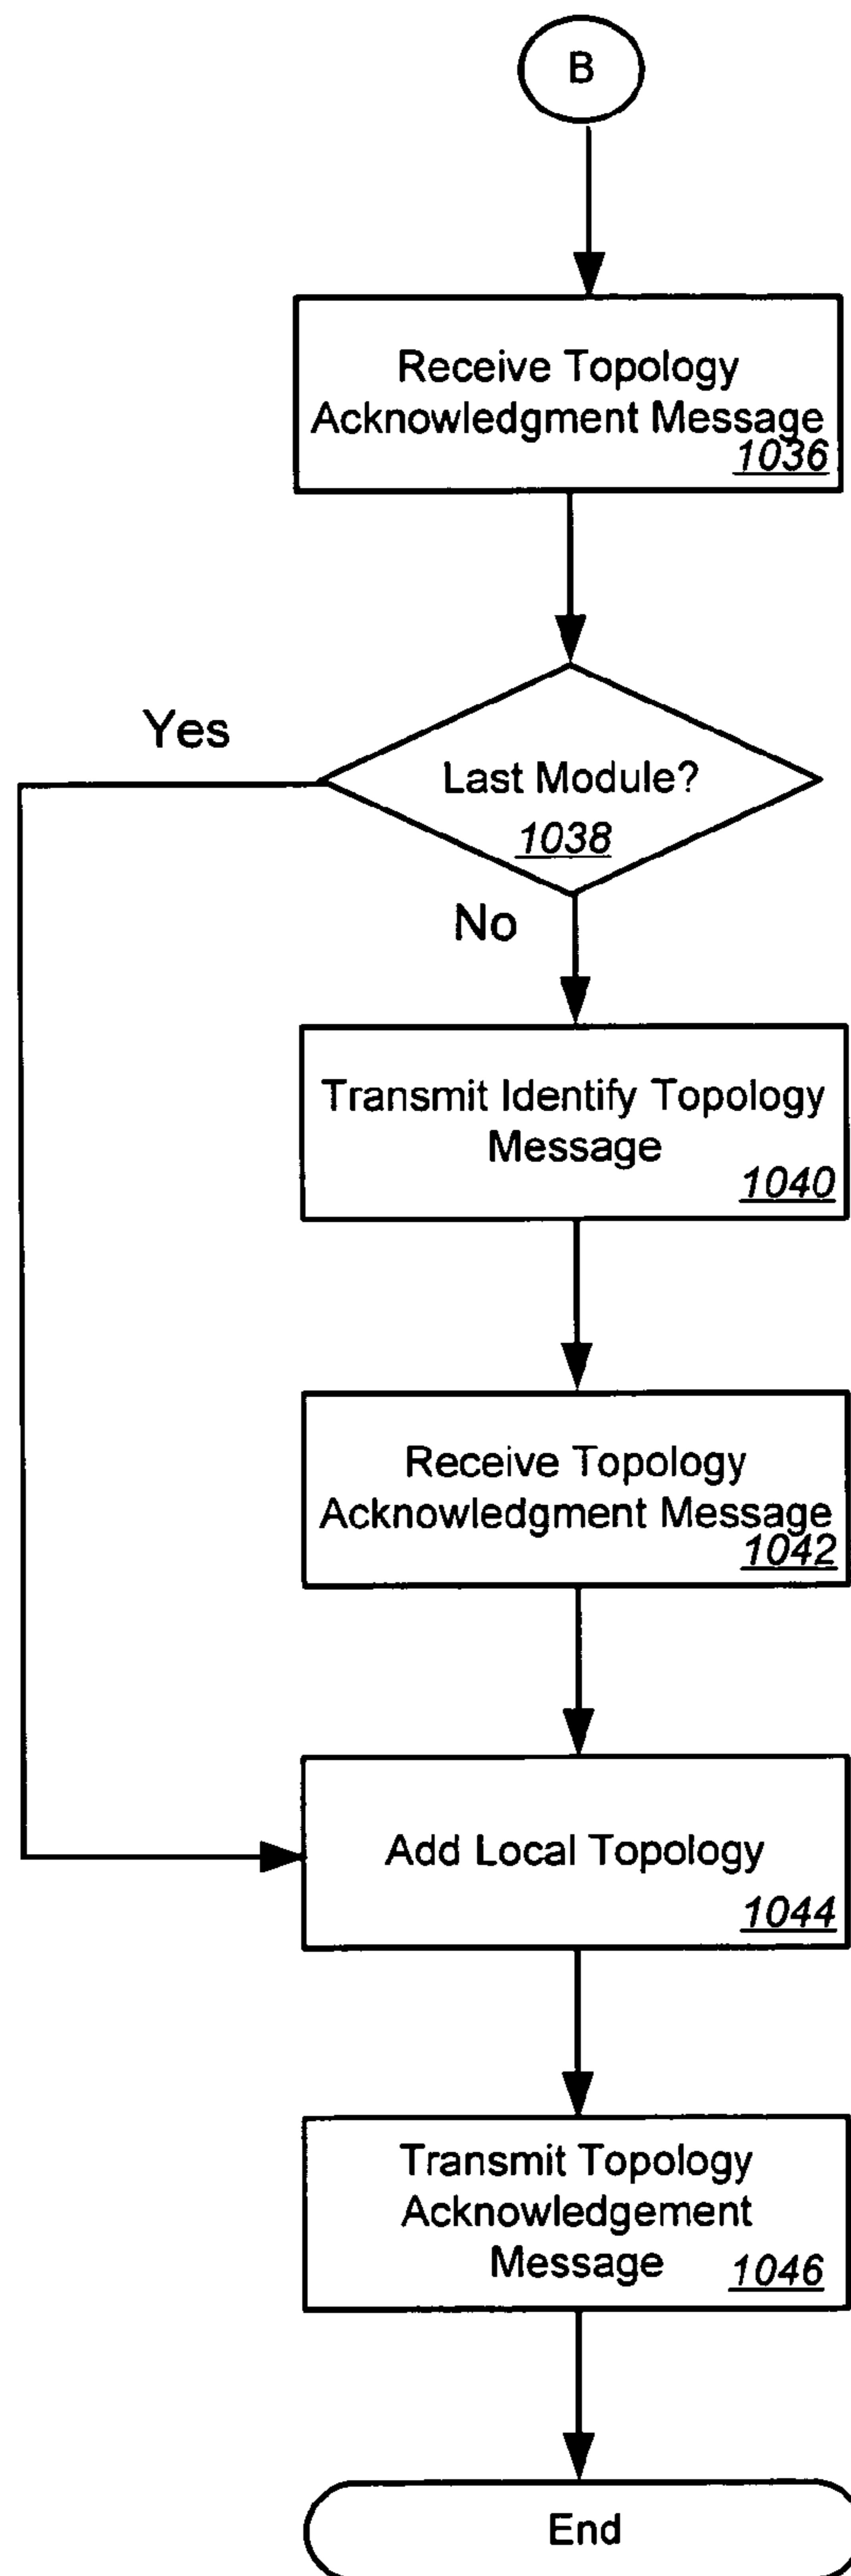 B
Receive Topology
Acknowledgment Message
1036
Yes
Last Module?
1038
No
Transmit Identify Topology
Message
1040
Receive Topology
Acknowledgment Message
1042
Add Local Topology
1044
Transmit Topology
Acknowledgement
Message
1046
End